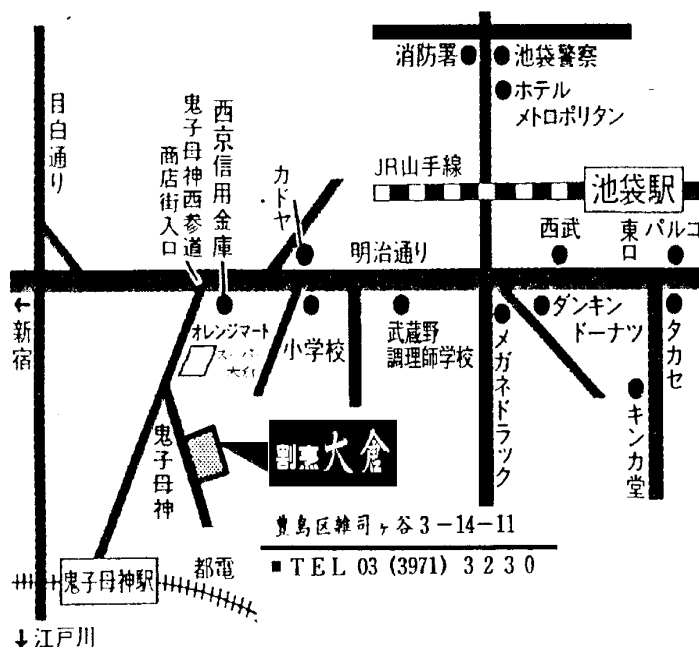 消防署
池袋警察
ホテル
メトロポリタン
目白通り
鬼子母神西参道
商店街入口
西京信用金庫
カドヤ
JR山手線
池袋駅
西武
東口
パルコ
明治通り
←新宿
オレンジマート
小学校
武蔵野
調理師学校
メガネドラッグ
ダンキン
ドーナツ
タカセ
キンカ堂
鬼子母神
割烹 大倉
豊島区雑司ヶ谷3-14-11
■TEL 03 (3971) 3230
鬼子母神駅
都電
↓江戸川